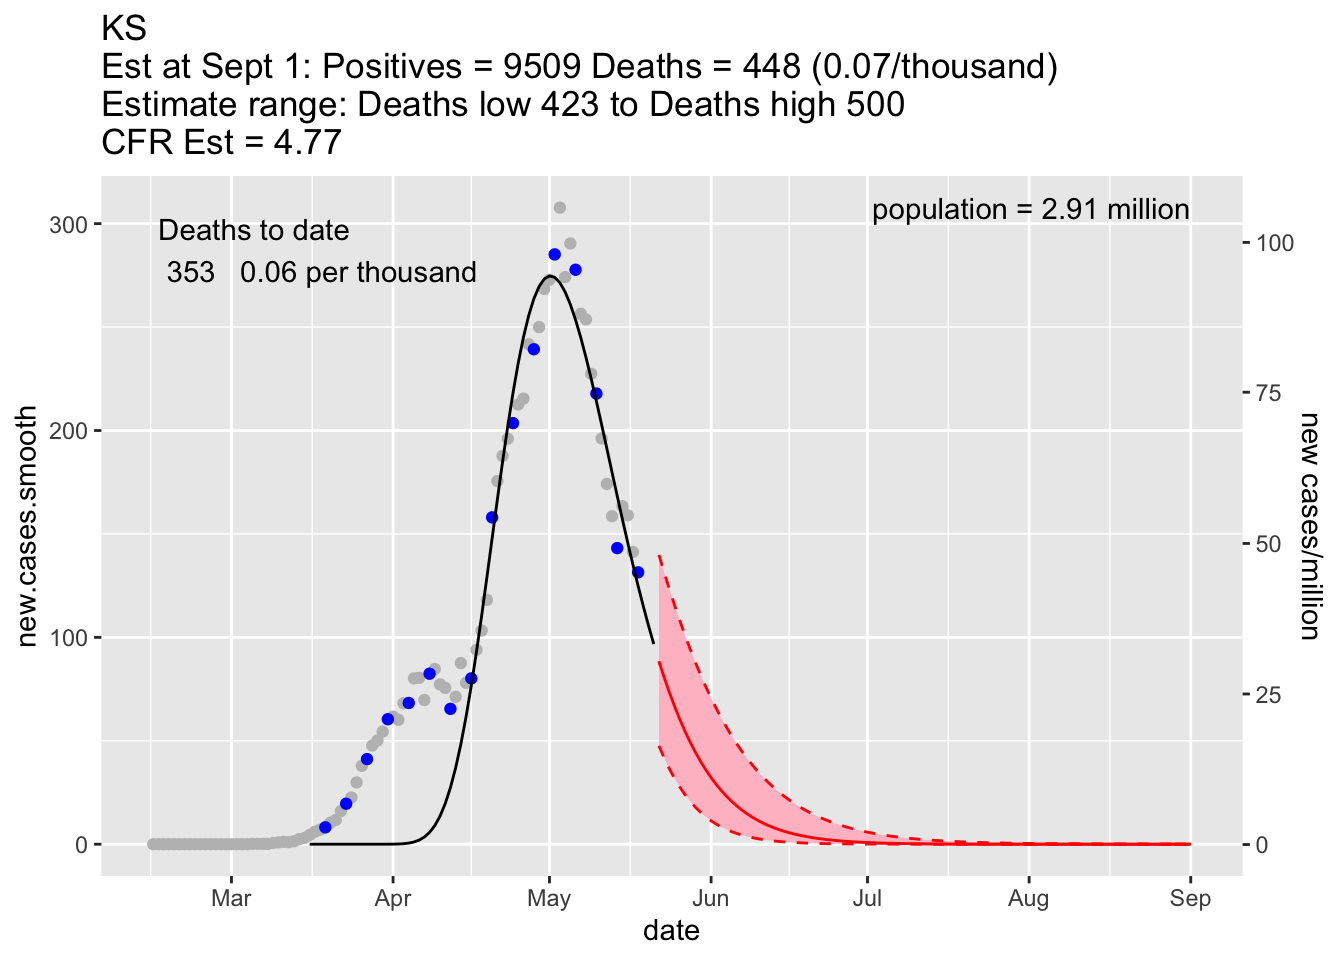 KS
Est at Sept 1: Positives = 9509 Deaths = 448 (0.07/thousand)
Estimate range: Deaths low 423 to Deaths high 500
CFR Est = 4.77
population = 2.91 million
Deaths to date
353 0.06 per thousand
300
200
100
0
new.cases.smooth
100
75
50
25
0
new cases/million
Mar Apr May Jun Jul Aug Sep
date